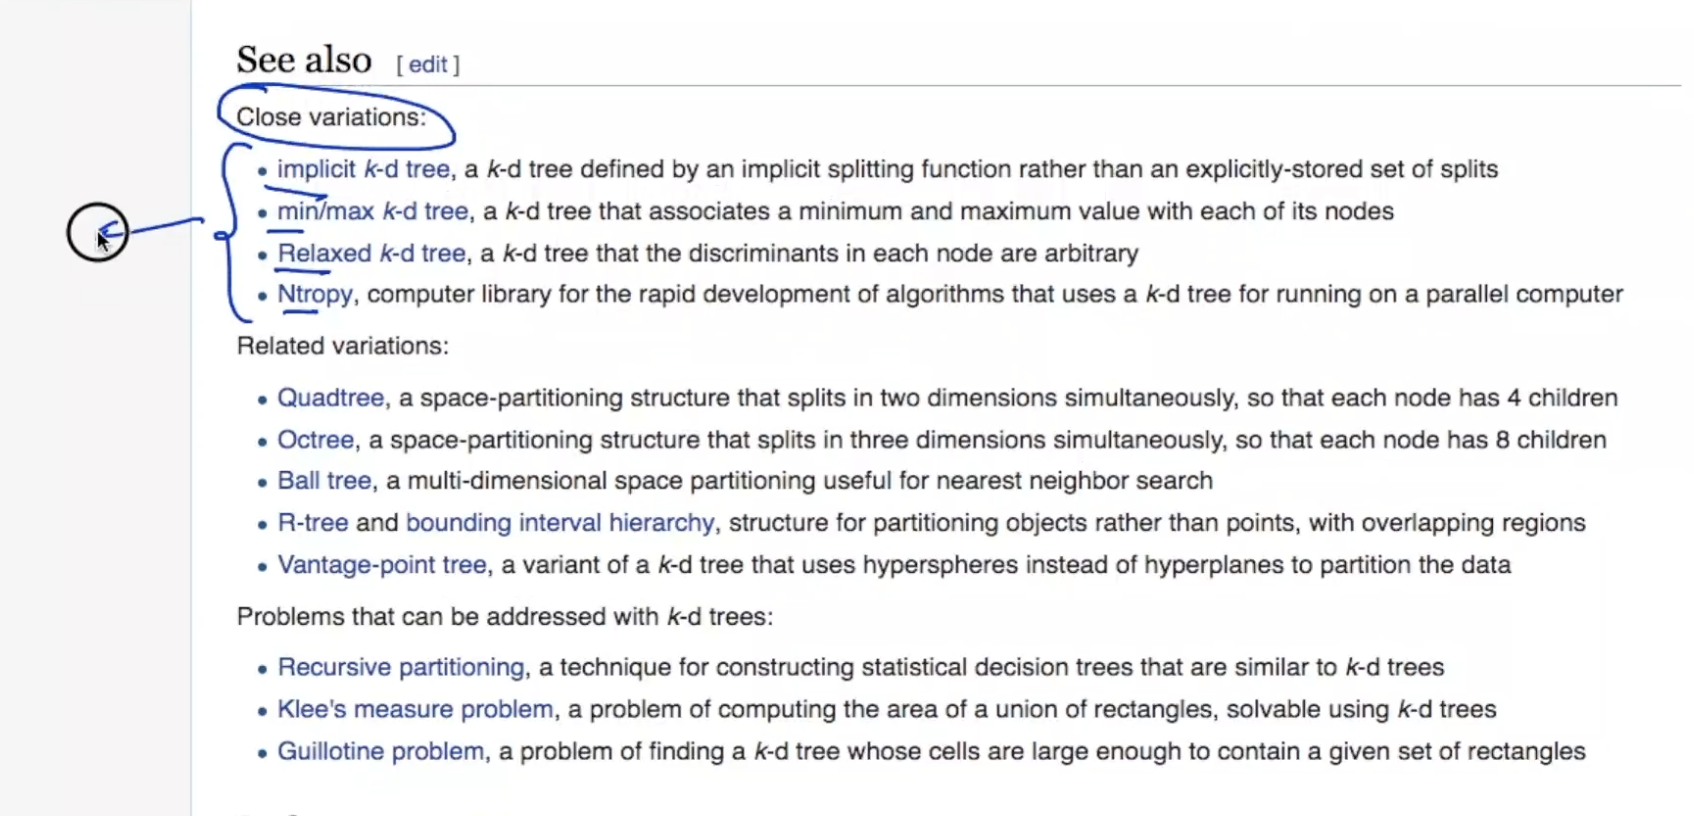 See also [ edit ]
Close variations:
• implicit k-d tree, a k-d tree defined by an implicit splitting function rather than an explicitly-stored set of splits
• min/max k-d tree, a k-d tree that associates a minimum and maximum value with each of its nodes
• Relaxed k-d tree, a k-d tree that the discriminants in each node are arbitrary
• Ntropy, computer library for the rapid development of algorithms that uses a k-d tree for running on a parallel computer
Related variations:
• Quadtree, a space-partitioning structure that splits in two dimensions simultaneously, so that each node has 4 children
• Octree, a space-partitioning structure that splits in three dimensions simultaneously, so that each node has 8 children
• Ball tree, a multi-dimensional space partitioning useful for nearest neighbor search
• R-tree and bounding interval hierarchy, structure for partitioning objects rather than points, with overlapping regions
• Vantage-point tree, a variant of a k-d tree that uses hyperspheres instead of hyperplanes to partition the data
Problems that can be addressed with k-d trees:
• Recursive partitioning, a technique for constructing statistical decision trees that are similar to k-d trees
• Klee's measure problem, a problem of computing the area of a union of rectangles, solvable using k-d trees
• Guillotine problem, a problem of finding a k-d tree whose cells are large enough to contain a given set of rectangles